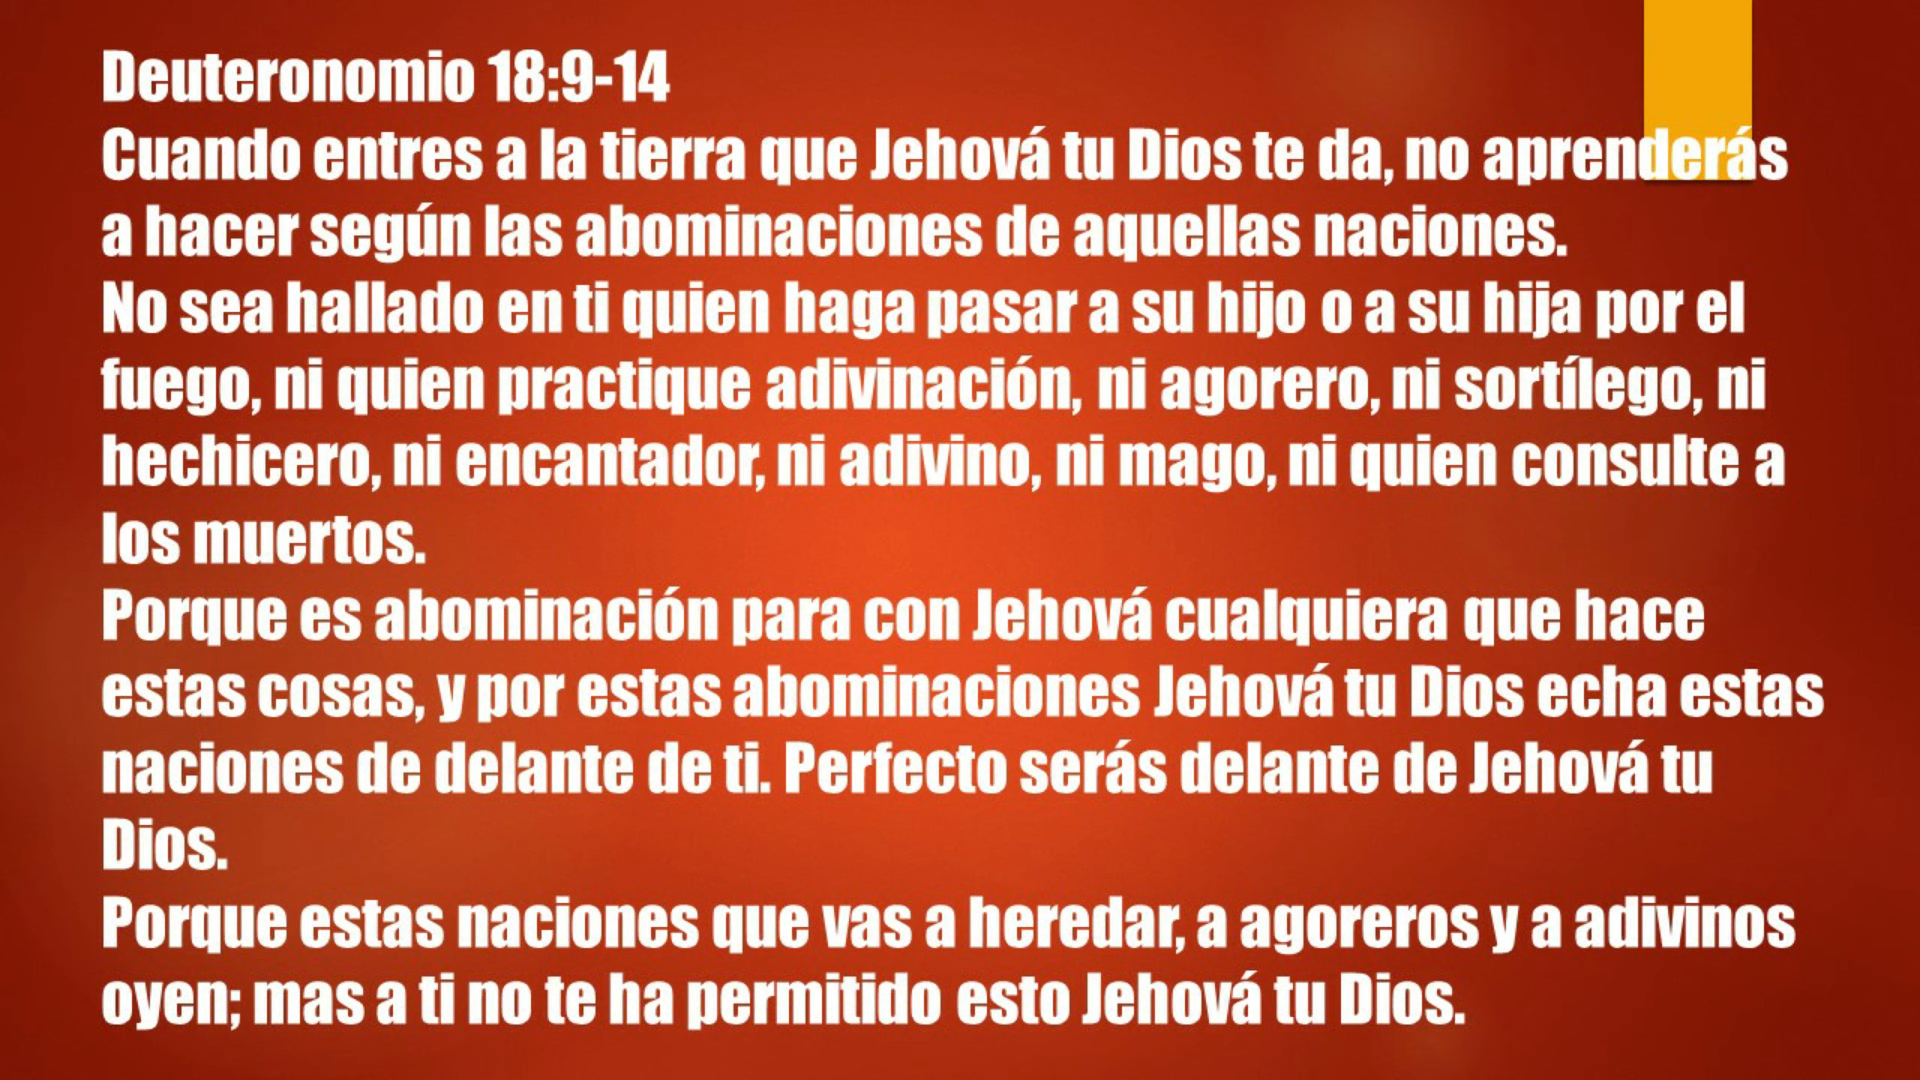 Deuteronomio 18:9-14
Cuando entres a la tierra que Jehová tu Dios te da, no aprenderás
a hacer según las abominaciones de aquellas naciones.
No sea hallado en ti quien haga pasar a su hijo o a su hija por el
fuego, ni quien practique adivinación, ni agorero, ni sortílego, ni
hechicero, ni encantador, ni adivino, ni mago, ni quien consulte a
los muertos.
Porque es abominación para con Jehová cualquiera que hace
estas cosas, y por estas abominaciones Jehová tu Dios echa estas
naciones de delante de ti. Perfecto serás delante de Jehová tu
Dios.
Porque estas naciones que vas a heredar, a agoreros y a adivinos
oyen; mas a ti no te ha permitido esto Jehová tu Dios.